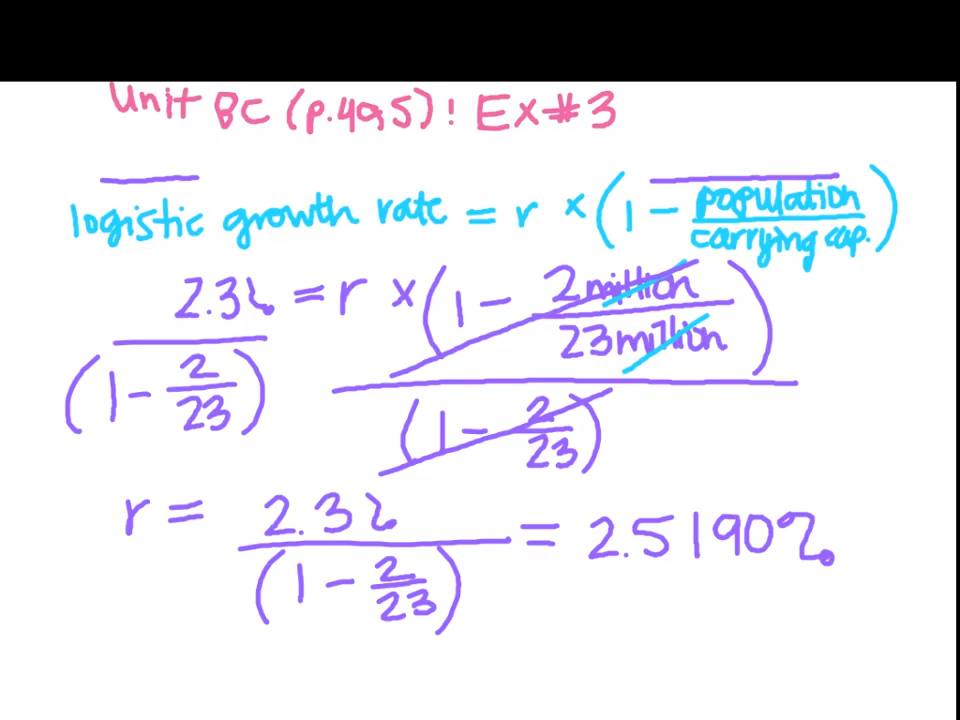 Unit 8C (p.495)! Ex#3
logistic growth rate = r × (1 - population/carrying cap.)
2.3% = r × (1 - 2 million/23 million)
(1 - 2/23) (1 - 2/23)
r = 2.3%/(1 - 2/23) = 2.5190%